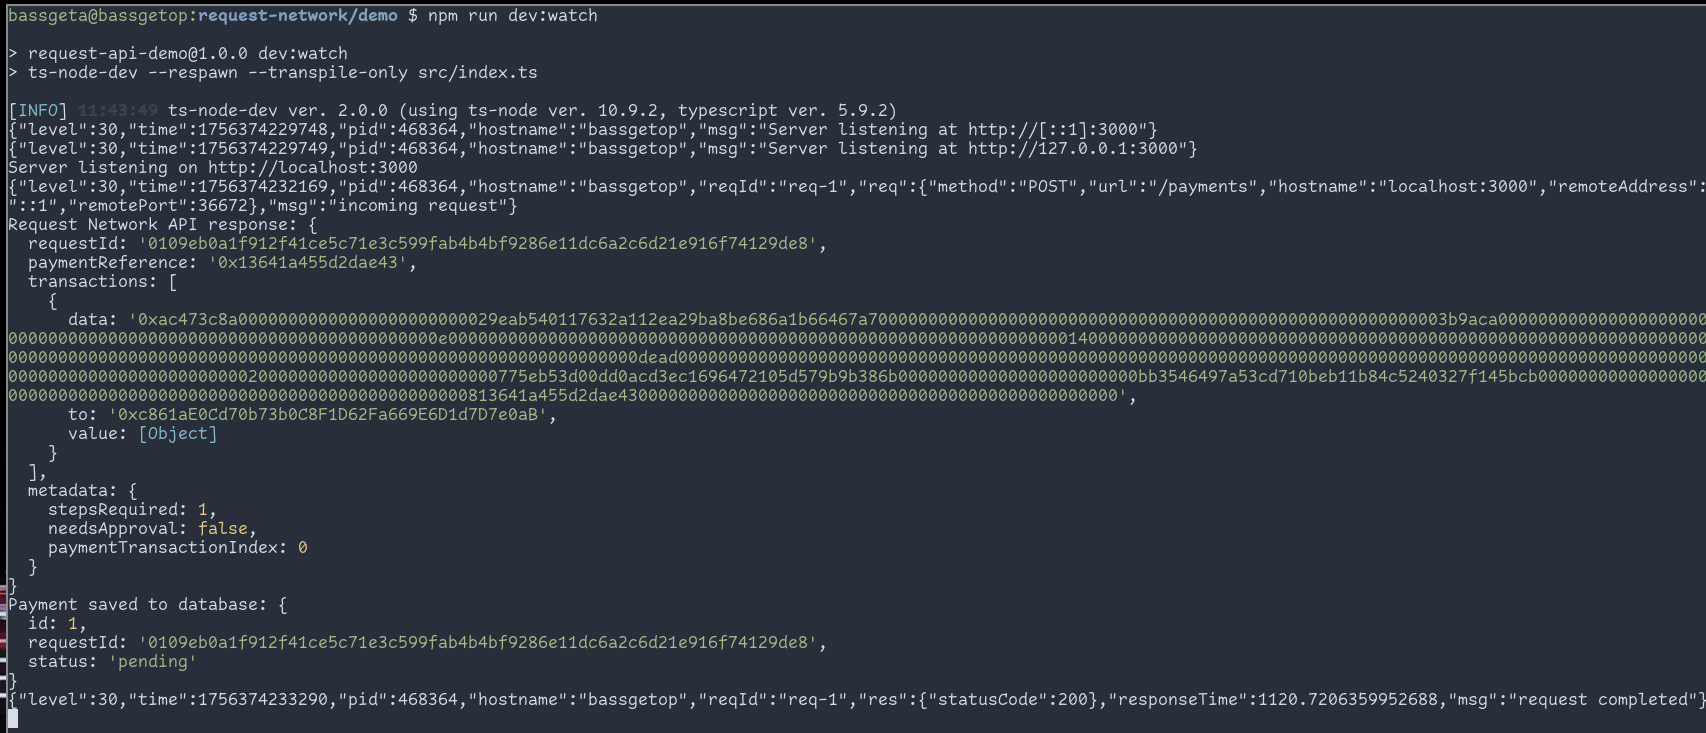 bassgeta@bassgetop:request-network/demo $ npm run dev:watch
> request-api-demo@1.0.0 dev:watch
> ts-node-dev --respawn --transpile-only src/index.ts
[INFO] 11:43:49 ts-node-dev ver. 2.0.0 (using ts-node ver. 10.9.2, typescript ver. 5.9.2)
{"level":30,"time":1756374229748,"pid":468364,"hostname":"bassgetop","msg":"Server listening at http://[::1]:3000"}
{"level":30,"time":1756374229749,"pid":468364,"hostname":"bassgetop","msg":"Server listening at http://127.0.0.1:3000"}
Server listening on http://localhost:3000
{"level":30,"time":1756374232169,"pid":468364,"hostname":"bassgetop","reqId":"req-1","req":{"method":"POST","url":"/payments","hostname":"localhost:3000","remoteAddress":
"::1","remotePort":36672},"msg":"incoming request"}
Request Network API response: {
  requestId: '0109eb0a1f912f41ce5c71e3c599fab4b4bf9286e11dc6a2c6d21e916f74129de8',
  paymentReference: '0x13641a455d2dae43',
  transactions: [
    {
      data:
      to: '0xc861aE0Cd70b73b0C8F1D62Fa669E6D1d7D7e0aB',
      value: [Object]
    }
  ],
  metadata: {
    stepsRequired: 1,
    needsApproval: false,
    paymentTransactionIndex: 0
  }
}
Payment saved to database: {
  id: 1,
  requestId: '0109eb0a1f912f41ce5c71e3c599fab4b4bf9286e11dc6a2c6d21e916f74129de8',
  status: 'pending'
}
{"level":30,"time":1756374233290,"pid":468364,"hostname":"bassgetop","reqId":"req-1","res":{"statusCode":200},"responseTime":1120.7206359952688,"msg":"request completed"}